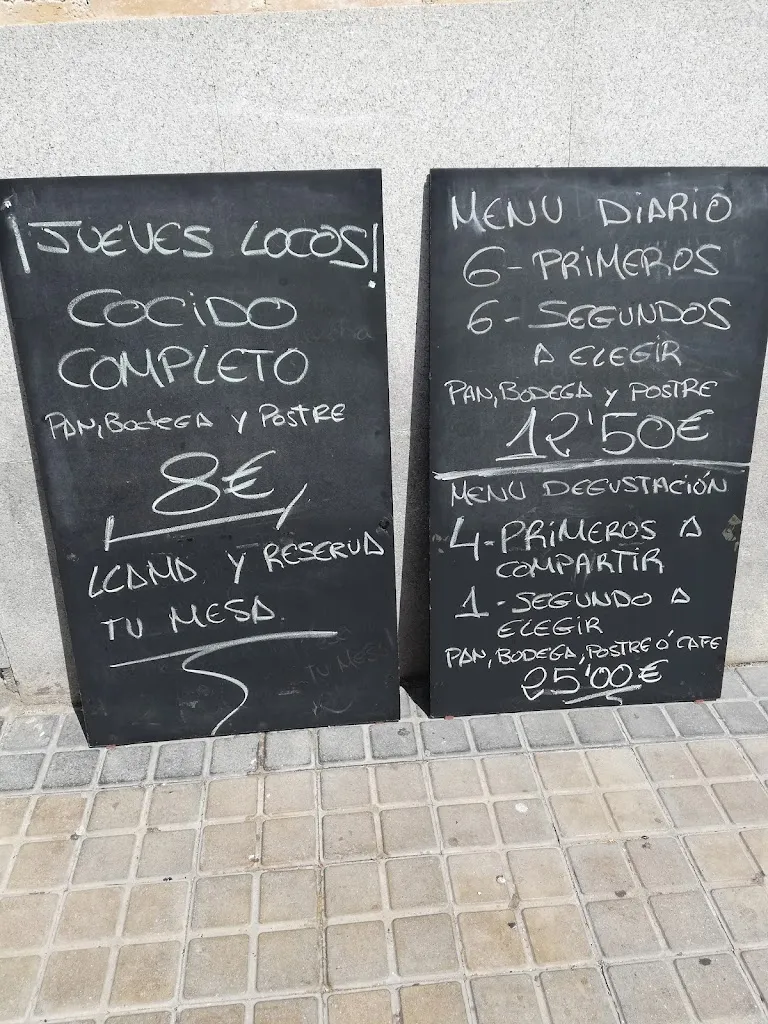 ¡JUEVES LOCOS!
COCIDO
COMPLETO
PAN, BODEGA Y POSTRE
8€
LLAMA Y RESERVA
TU MESA
MENU DIARIO
6 - PRIMEROS
6 - SEGUNDOS
A ELEGIR
PAN, BODEGA Y POSTRE
12'50€
MENU DEGUSTACIÓN
4 - PRIMEROS A
COMPARTIR
1 - SEGUNDO A
ELEGIR
PAN, BODEGA, POSTRE Ó CAFE
25'00€